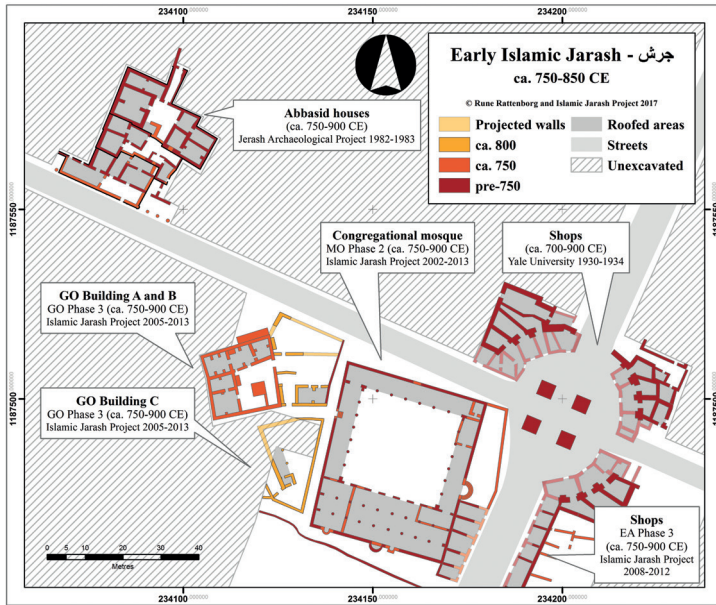 234100
234150
234200
Early Islamic Jarash - جرش
ca. 750-850 CE
© Rune Rattenborg and Islamic Jarash Project 2017
Projected walls
ca. 800
ca. 750
pre-750
Roofed areas
Streets
Unexcavated
Abbasid houses
(ca. 750-900 CE)
Jerash Archaeological Project 1982-1983
1187550
1187550
Congregational mosque
MO Phase 2 (ca. 750-900 CE)
Islamic Jarash Project 2002-2013
Shops
(ca. 700-900 CE)
Yale University 1930-1934
GO Building A and B
GO Phase 3 (ca. 750-900 CE)
Islamic Jarash Project 2005-2013
1187500
1187500
GO Building C
GO Phase 3 (ca. 750-900 CE)
Islamic Jarash Project 2005-2013
Shops
EA Phase 3
(ca. 750-900 CE)
Islamic Jarash Project
2008-2012
0 5 10 20 30 40
Metres
234100
234150
234200